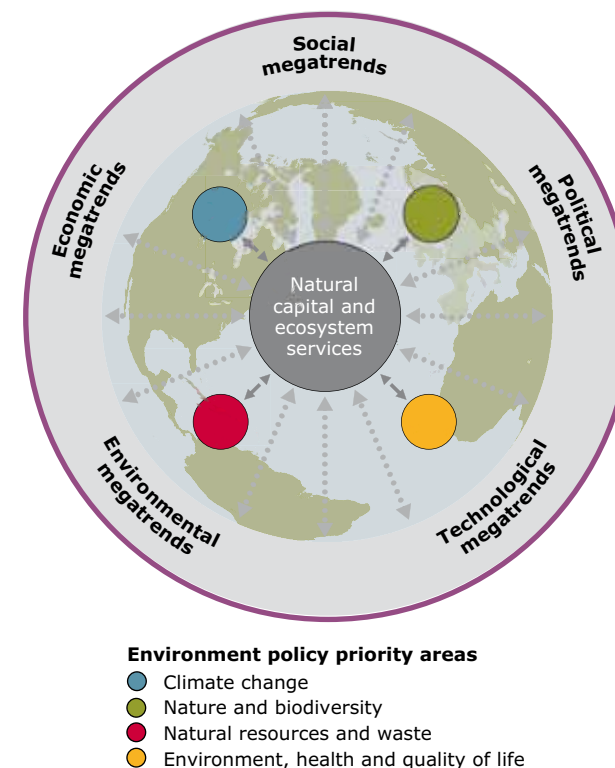 Social
megatrends
Economic
megatrends
Political
megatrends
Natural
capital and
ecosystem
services
Environmental
megatrends
Technological
megatrends
Environment policy priority areas
Climate change
Nature and biodiversity
Natural resources and waste
Environment, health and quality of life